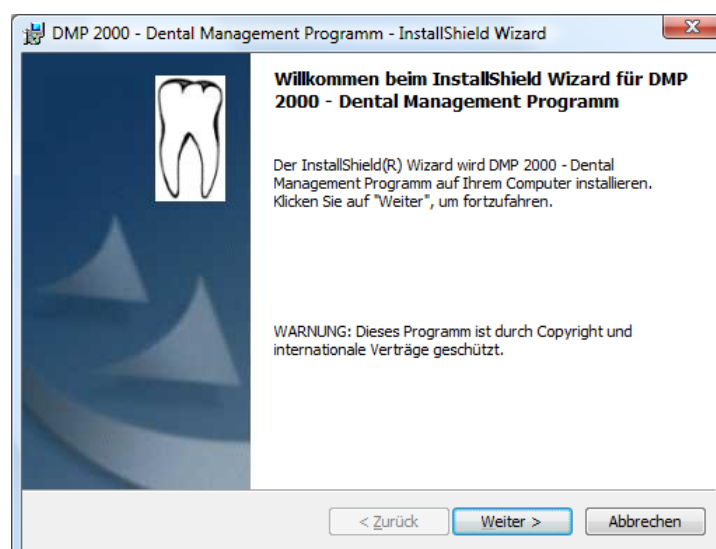 DMP 2000 - Dental Management Programm - InstallShield Wizard
Willkommen beim InstallShield Wizard für DMP
2000 - Dental Management Programm
Der InstallShield(R) Wizard wird DMP 2000 - Dental
Management Programm auf Ihrem Computer installieren.
Klicken Sie auf "Weiter", um fortzufahren.
WARNUNG: Dieses Programm ist durch Copyright und
internationale Verträge geschützt.
< Zurück Weiter > Abbrechen